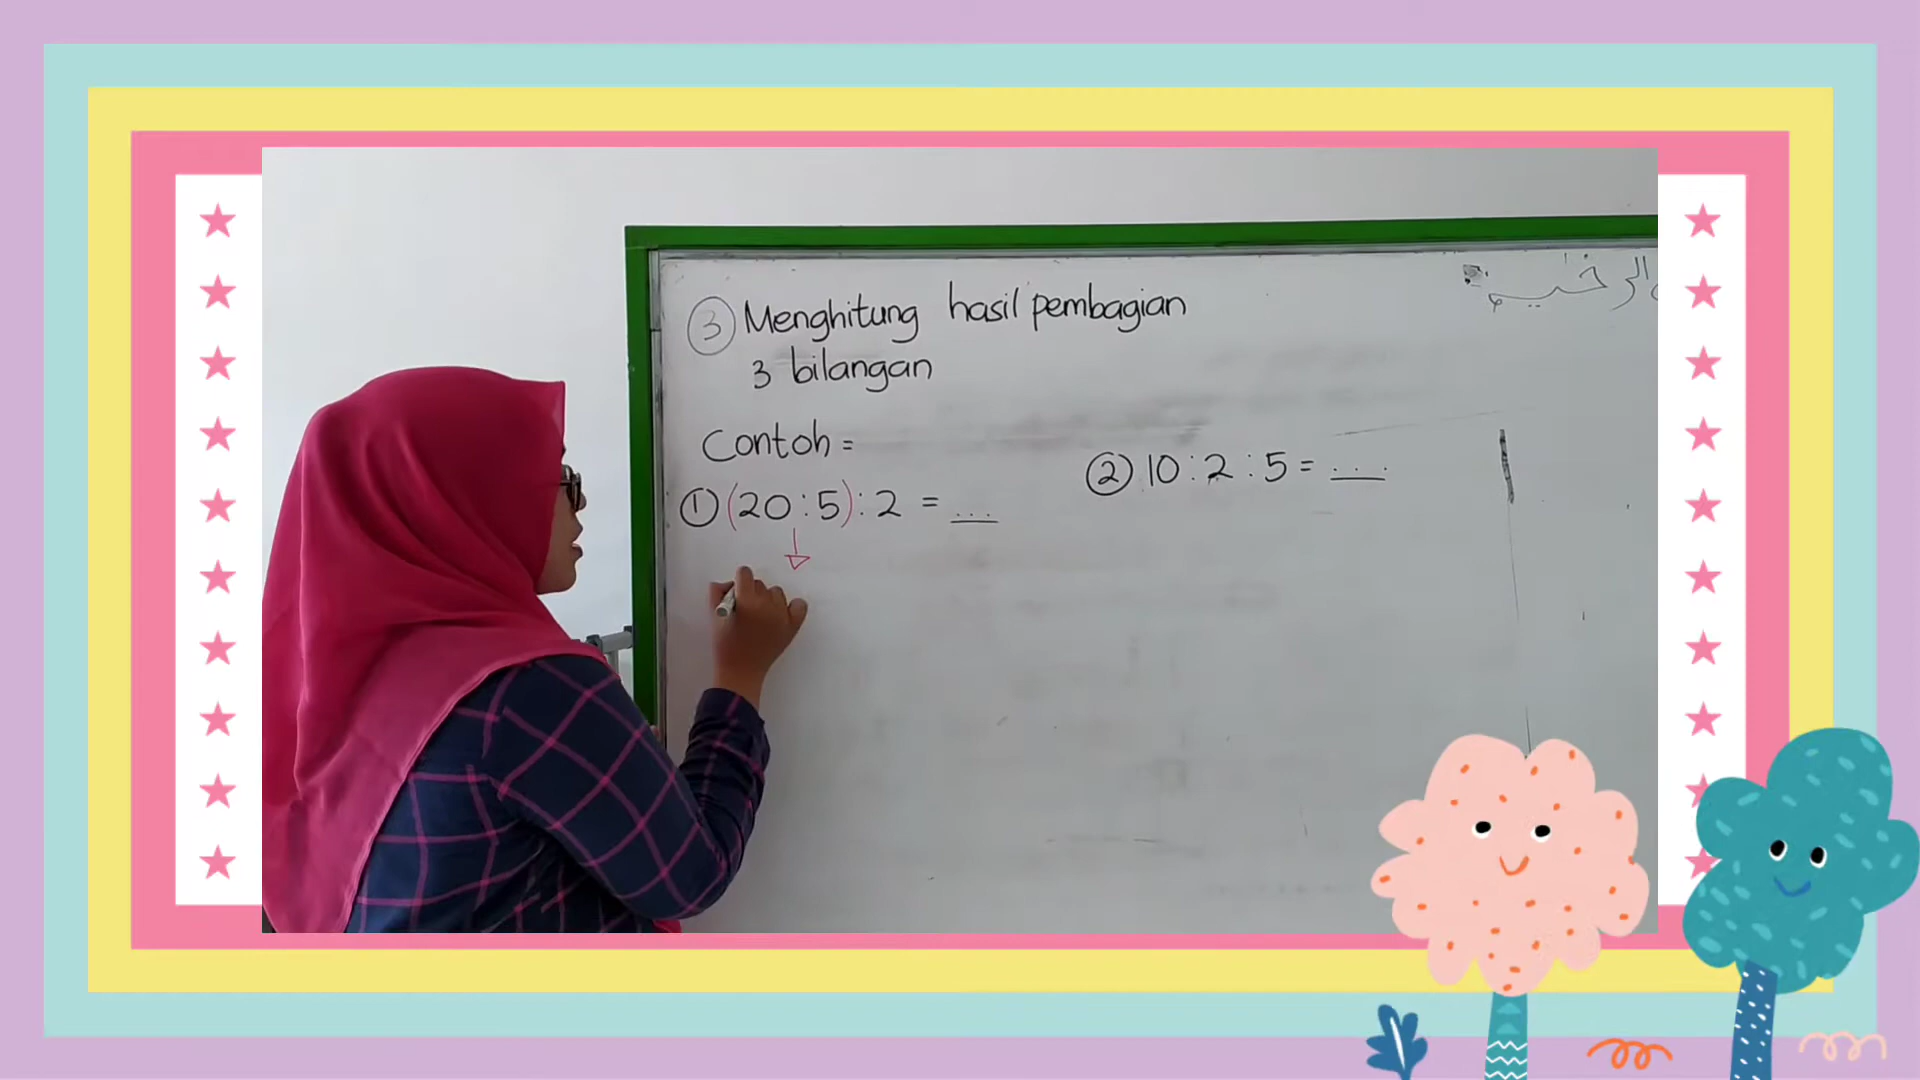 ③ Menghitung hasil pembagian
3 bilangan
Contoh =
① (20 : 5) : 2 = ...
② 10 : 2 : 5 = ...